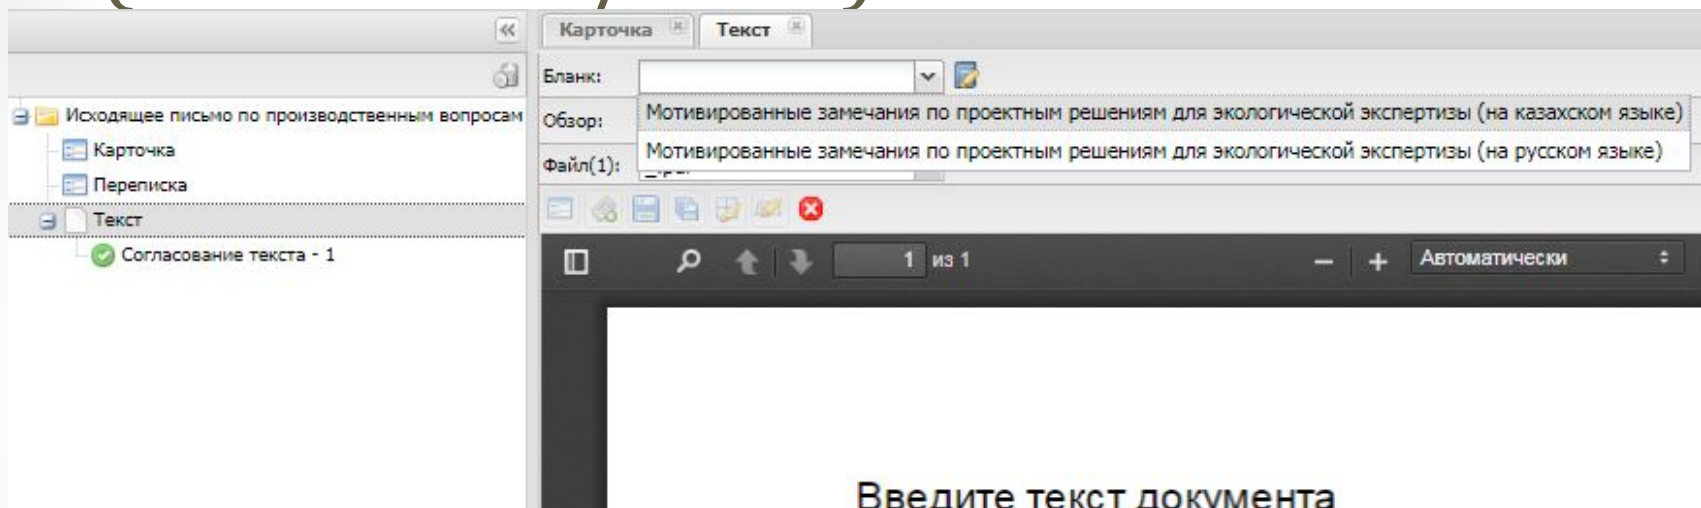 Карточка Текст
Бланк:
Мотивированные замечания по проектным решениям для экологической экспертизы (на казахском языке)
Мотивированные замечания по проектным решениям для экологической экспертизы (на русском языке)
Обзор:
Файл(1):
Исходящее письмо по производственным вопросам
Карточка
Переписка
Текст
Согласование текста - 1
1 из 1
Автоматически
Введите текст документа